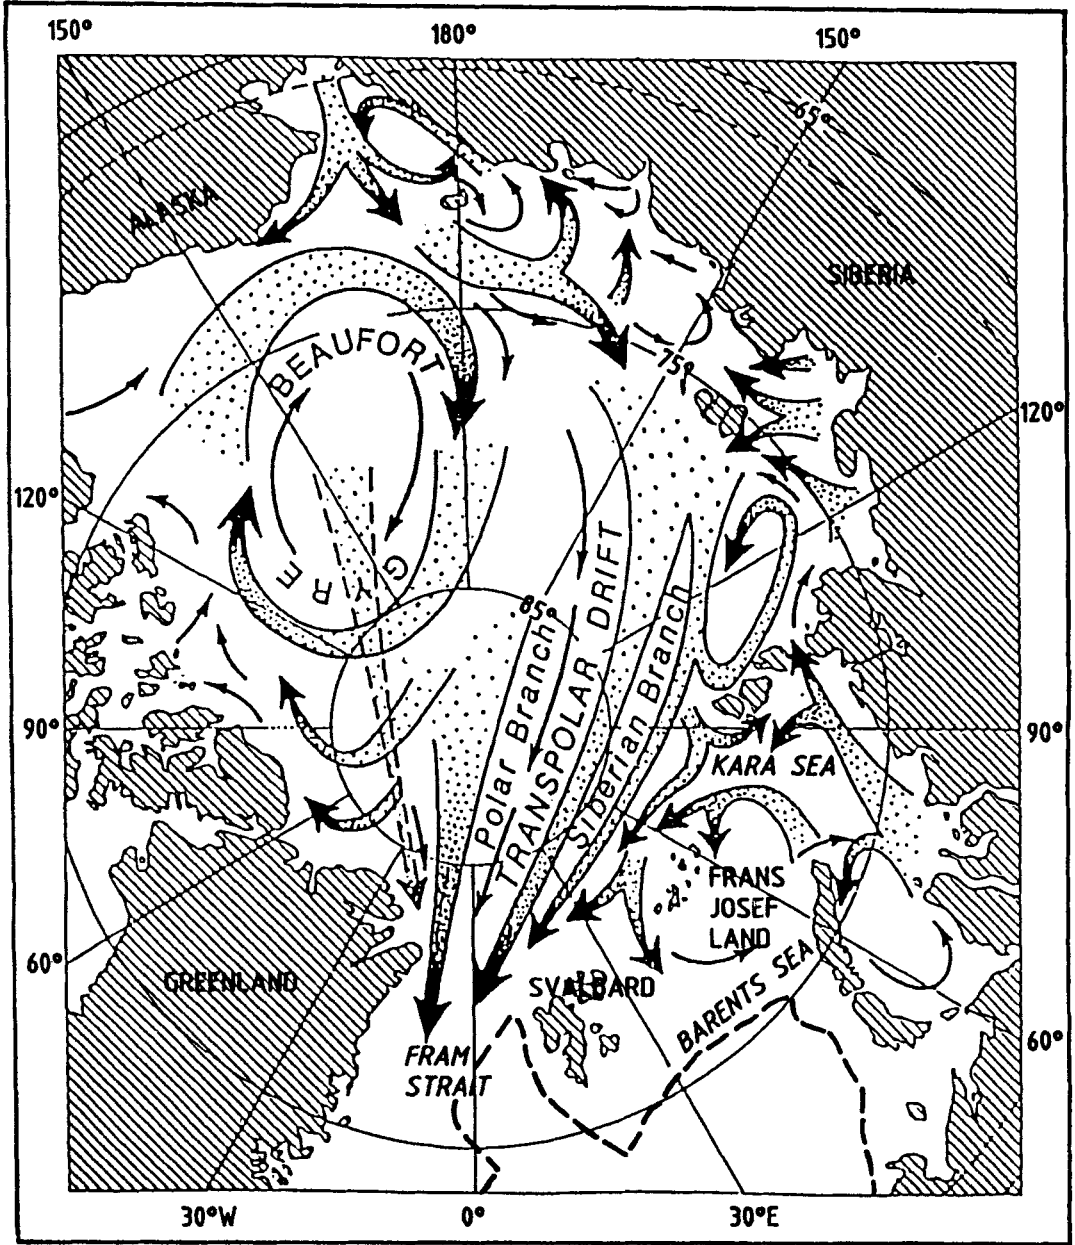 150°
180°
150°
65°
ALASKA
SIBERIA
BEAUFORT
75°
120°
120°
GYRE
85°
Polar Branch
TRANSPOLAR DRIFT
Siberian Branch
90°
90°
KARA SEA
FRANS
JOSEF
LAND
60°
GREENLAND
SVALBARD
BARENTS SEA
60°
FRAM
STRAIT
30°W
0°
30°E